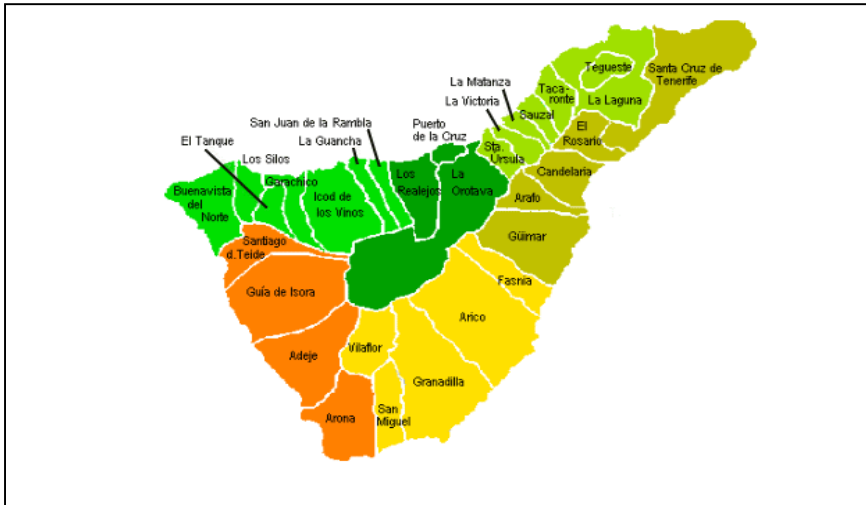 Tegueste
Santa Cruz de
Tenerife
La Matanza
Taca-
ronte
La Laguna
La Victoria
Sauzal
San Juan de la Rambla
Puerto
de la Cruz
El
Rosario
El Tanque
La Guancha
Sta.
Ursula
Los Silos
Candelaria
Garachico
Los
Realejos
La
Orotava
Buenavista
del
Norte
Icod de
los Vinos
Arafo
Güimar
Santiago
d.Teide
Fasnia
Guía de Isora
Arico
Adeje
Vilaflor
Granadilla
Arona
San
Miguel